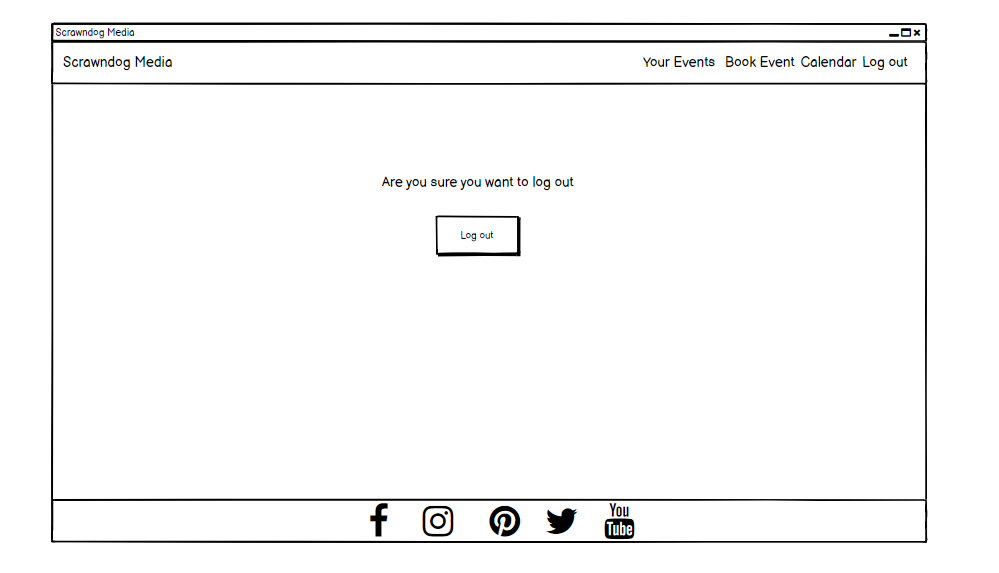 Scrawndog Media
Scrawndog Media Your Events Book Event Calendar Log out
Are you sure you want to log out
Log out
You
Tube